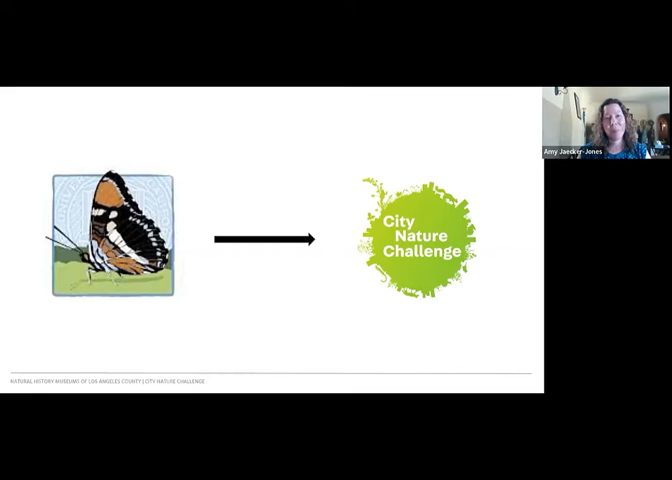 City
Nature
Challenge
Amy Jaecker-Jones
NATURAL HISTORY MUSEUMS OF LOS ANGELES COUNTY | CITY NATURE CHALLENGE